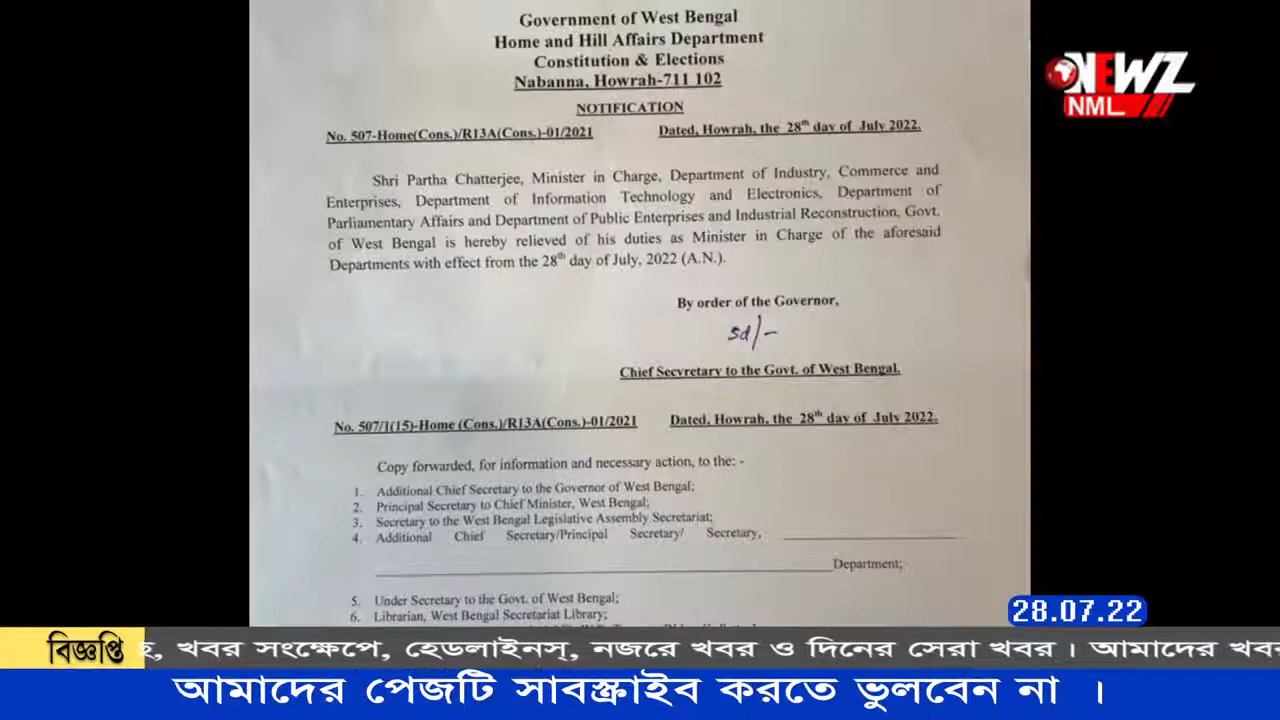 Government of West Bengal
Home and Hill Affairs Department
Constitution & Elections
Nabanna, Howrah-711 102
NOTIFICATION
No. 507-Home(Cons.)/R13A(Cons.)-01/2021 Dated, Howrah, the 28th day of July 2022.
Shri Partha Chatterjee, Minister in Charge, Department of Industry, Commerce and
Enterprises, Department of Information Technology and Electronics, Department of
Parliamentary Affairs and Department of Public Enterprises and Industrial Reconstruction, Govt.
of West Bengal is hereby relieved of his duties as Minister in Charge of the aforesaid
Departments with effect from the 28th day of July, 2022 (A.N.).
By order of the Governor,
sd/-
Chief Secvretary to the Govt. of West Bengal.
No. 507/1(15)-Home (Cons.)/R13A(Cons.)-01/2021 Dated, Howrah, the 28th day of July 2022.
Copy forwarded, for information and necessary action, to the: -
1. Additional Chief Secretary to the Governor of West Bengal;
2. Principal Secretary to Chief Minister, West Bengal;
3. Secretary to the West Bengal Legislative Assembly Secretariat;
4. Additional Chief Secretary/Principal Secretary/ Secretary,
Department;
5. Under Secretary to the Govt. of West Bengal;
6. Librarian, West Bengal Secretariat Library;
NEWZ
NML
28.07.22
বিজ্ঞপ্তি
, খবর সংক্ষেপে, হেডলাইনস্, নজরে খবর ও দিনের সেরা খবর। আমাদের খবর
আমাদের পেজটি সাবস্ক্রাইব করতে ভুলবেন না ।